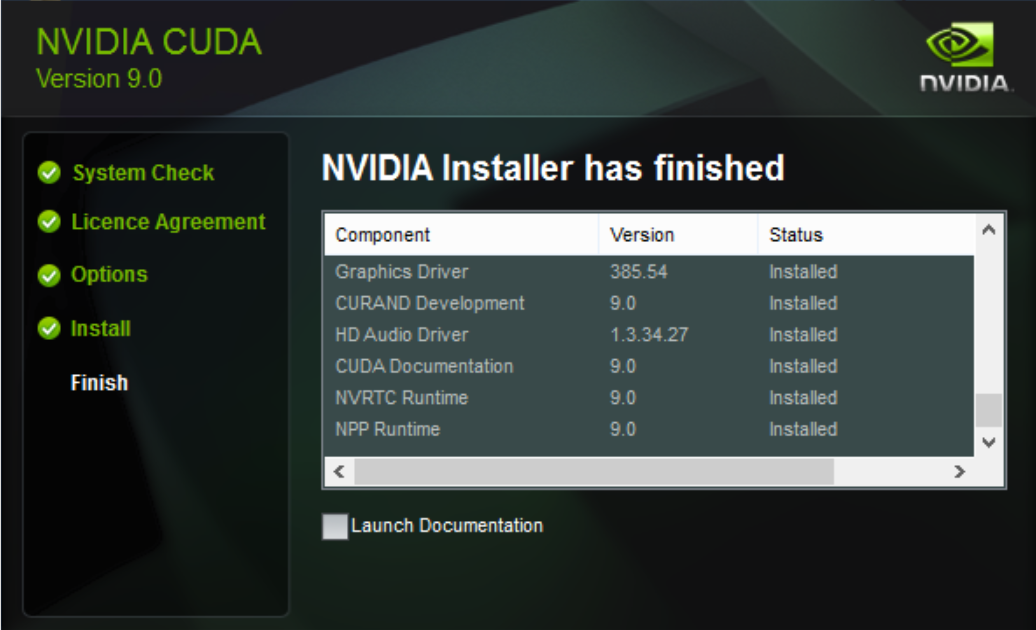 NVIDIA CUDA
Version 9.0
NVIDIA.
System Check
Licence Agreement
Options
Install
Finish
NVIDIA Installer has finished
Component Version Status
Graphics Driver 385.54 Installed
CURAND Development 9.0 Installed
HD Audio Driver 1.3.34.27 Installed
CUDA Documentation 9.0 Installed
NVRTC Runtime 9.0 Installed
NPP Runtime 9.0 Installed
Launch Documentation